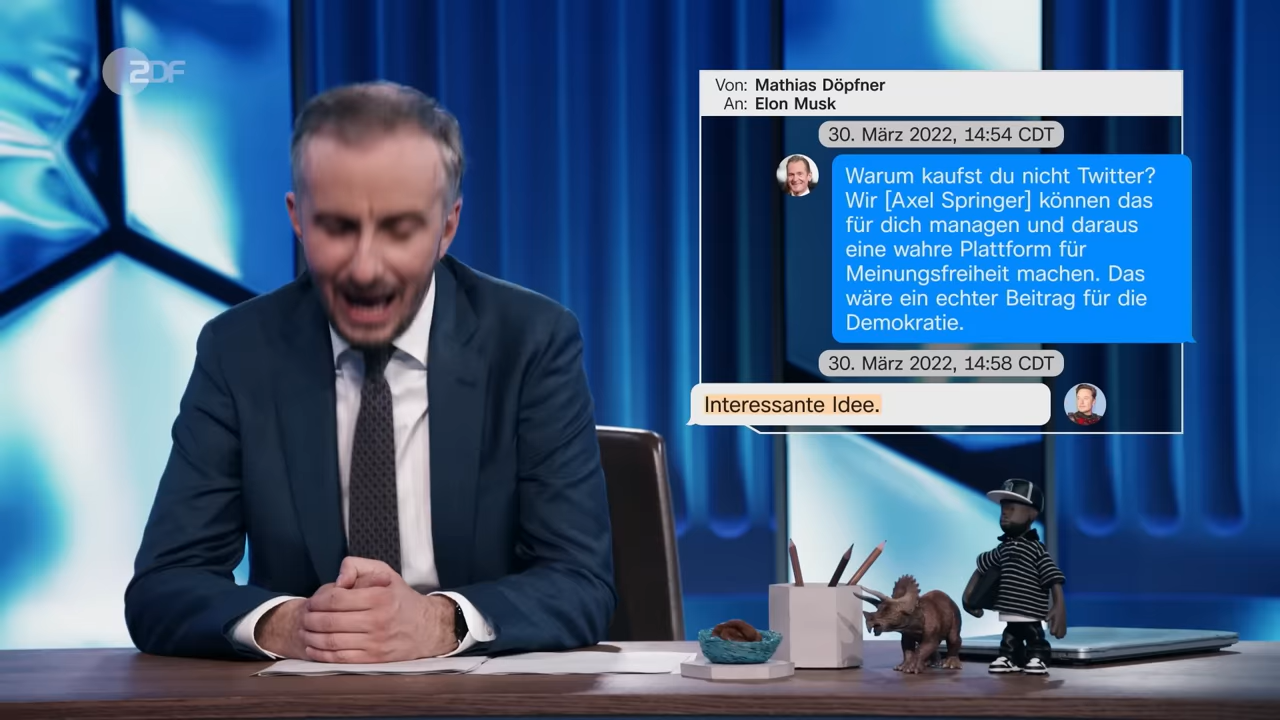 ZDF
Von: Mathias Döpfner
An: Elon Musk
30. März 2022, 14:54 CDT
Warum kaufst du nicht Twitter?
Wir [Axel Springer] können das
für dich managen und daraus
eine wahre Plattform für
Meinungsfreiheit machen. Das
wäre ein echter Beitrag für die
Demokratie.
30. März 2022, 14:58 CDT
Interessante Idee.